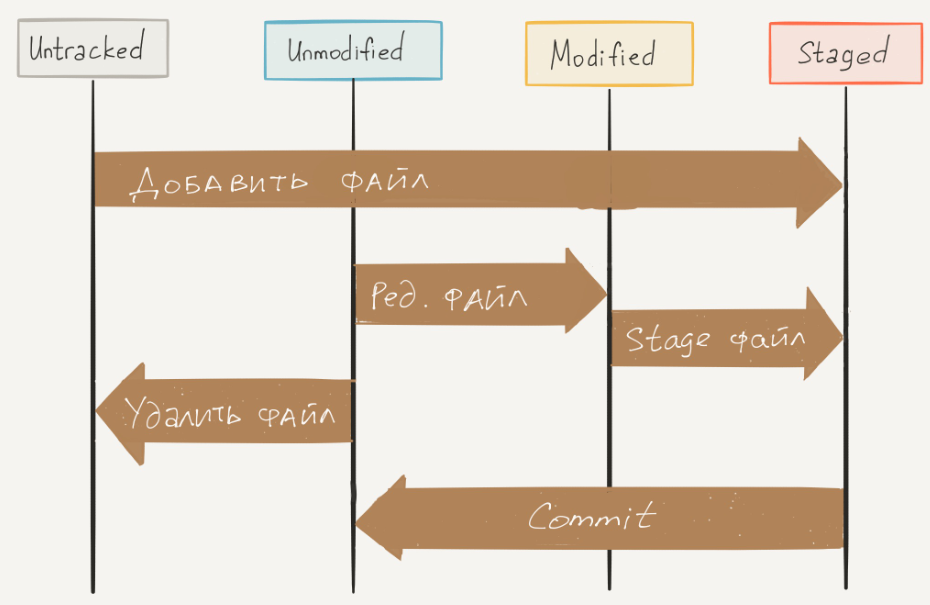 Untracked
Unmodified
Modified
Staged
Добавить файл
Ред. файл
Stage файл
Удалить файл
Commit